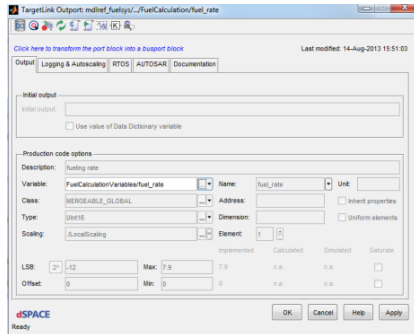 TargetLink Outport: mdlref_fuelsys/.../FuelCalculation/fuel_rate
Click here to transform the port block into a busport block
Last modified: 14-Aug-2013 15:51:03
Output Logging & Autoscaling RTOS AUTOSAR Documentation
Initial output
Initial output:
Use value of Data Dictionary variable
Production code options
Description: fueling rate
Variable: FuelCalculationVariables/fuel_rate ... Name: fuel_rate Unit:
Class: MERGEABLE_GLOBAL ... Address: Inherit properties
Type: UInt16 ... Dimension: Uniform elements
Scaling: ./LocalScaling ... Element: 1
Implemented Calculated Simulated Saturate
LSB: 2^ -12 Max: 7.9 7.9 n.a. n.a.
Offset: 0 Min: 0 0 n.a. n.a.
dSPACE OK Cancel Help Apply
Ready